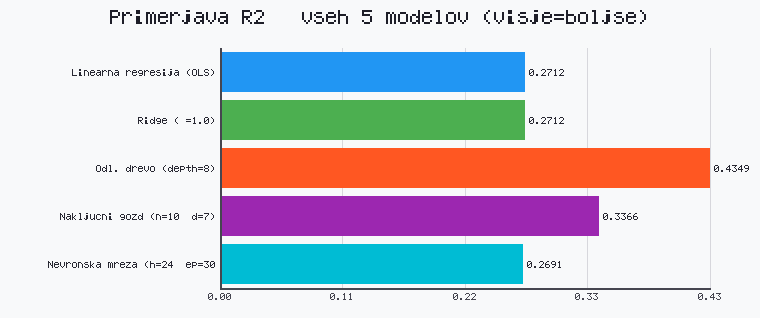 Primerjava R2   vseh 5 modelov (visje=boljse)
Linearna regresija (OLS) 0.2712
Ridge ( =1.0) 0.2712
Odl. drevo (depth=8) 0.4349
Nakljucni gozd (n=10  d=7) 0.3366
Nevronska mreza (h=24  ep=30 0.2691
0.00 0.11 0.22 0.33 0.43